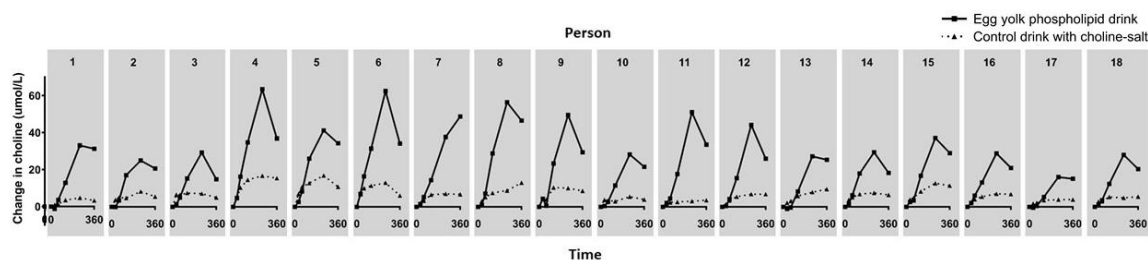 Egg yolk phospholipid drink
Control drink with choline-salt
Person
1 2 3 4 5 6 7 8 9 10 11 12 13 14 15 16 17 18
Change in choline (umol/L)
60
40
20
0
0 360 0 360 0 360 0 360 0 360 0 360 0 360 0 360 0 360 0 360 0 360 0 360 0 360 0 360 0 360 0 360 0 360 0 360
Time